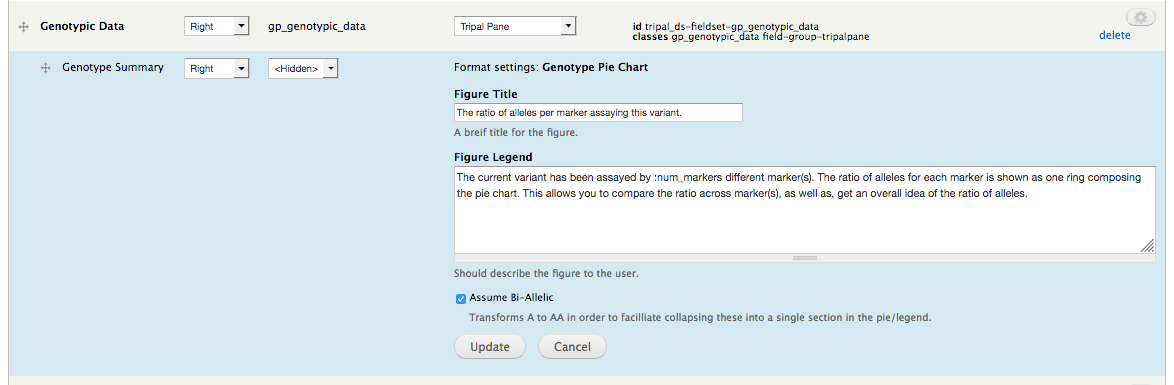 Genotypic Data Right gp_genotypic_data Tripal Pane id tripal_ds-fieldset-gp_genotypic_data
classes gp_genotypic_data field-group-tripalpane
delete
Genotype Summary Right <Hidden> Format settings: Genotype Pie Chart
Figure Title
The ratio of alleles per marker assaying this variant.
A breif title for the figure.
Figure Legend
The current variant has been assayed by :num_markers different marker(s). The ratio of alleles for each marker is shown as one ring composing
the pie chart. This allows you to compare the ratio across marker(s), as well as, get an overall idea of the ratio of alleles.
Should describe the figure to the user.
Assume Bi-Allelic
Transforms A to AA in order to facilliate collapsing these into a single section in the pie/legend.
Update Cancel